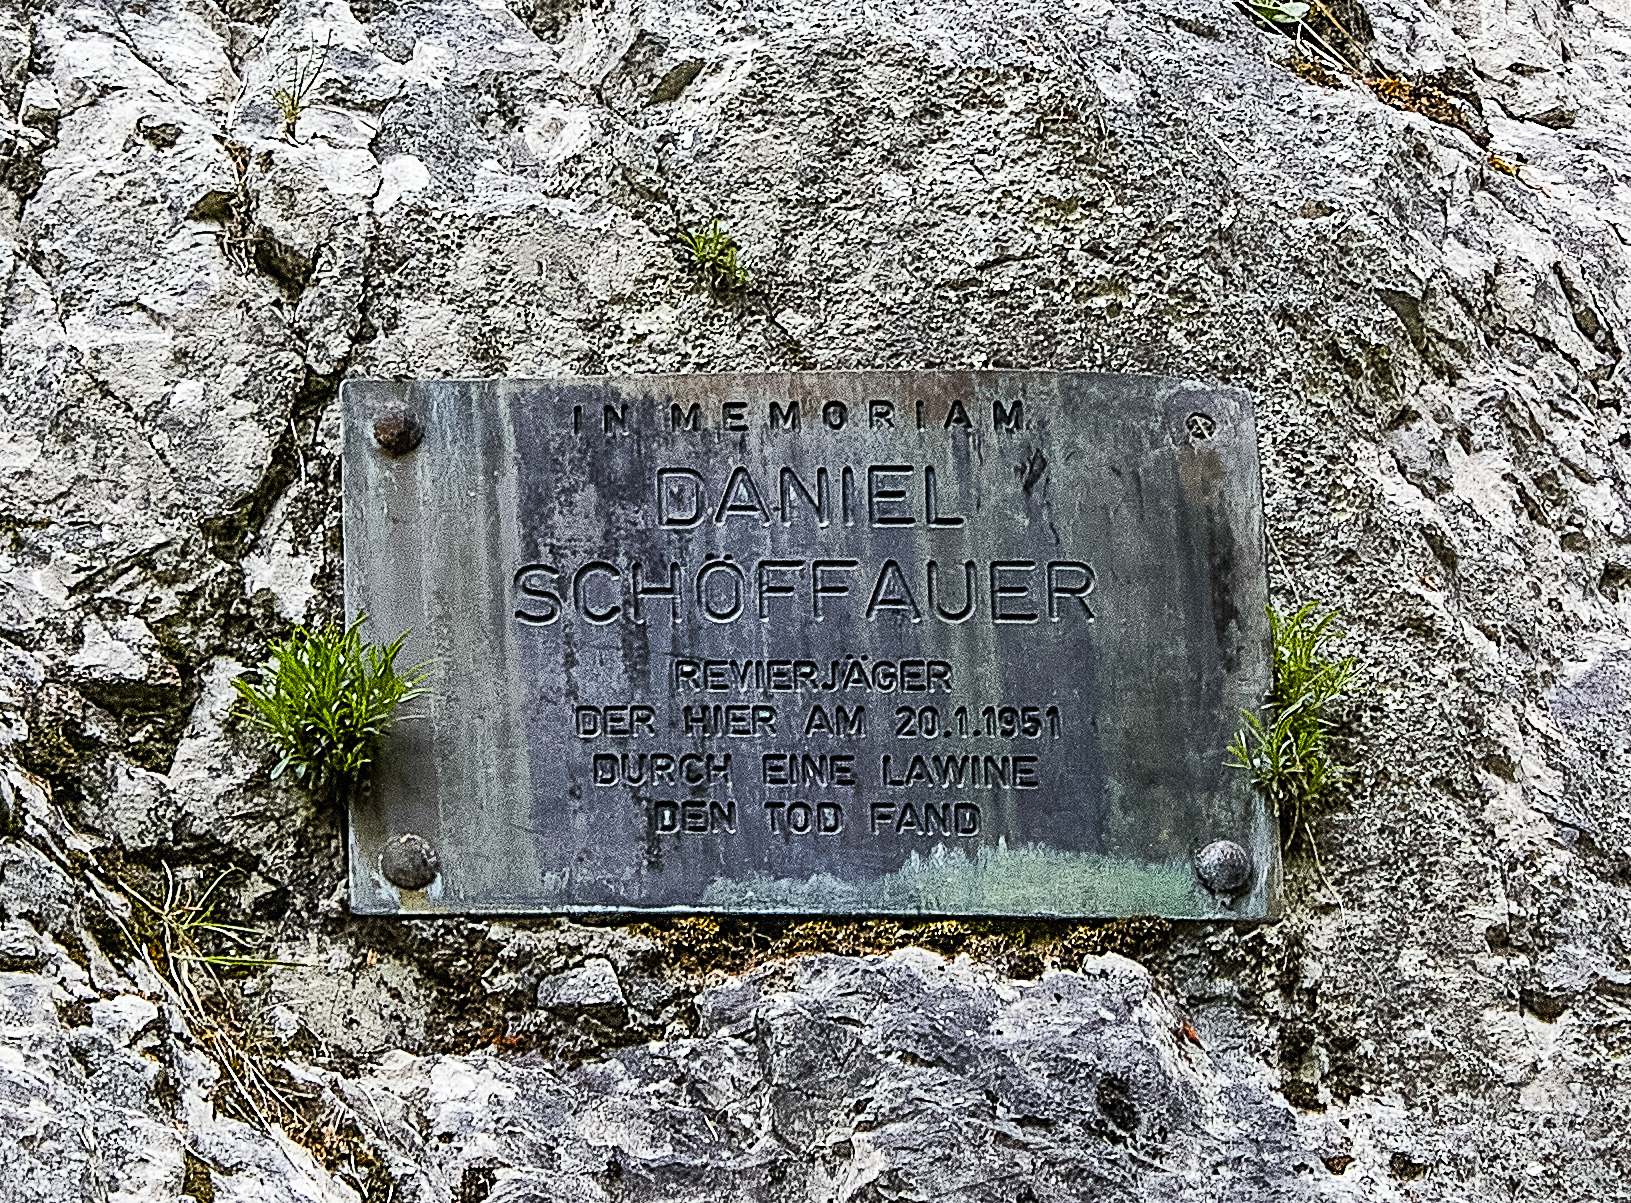 IN MEMORIAM
DANIEL
SCHÖFFAUER
REVIERJÄGER
DER HIER AM 20.1.1951
DURCH EINE LAWINE
DEN TOD FAND